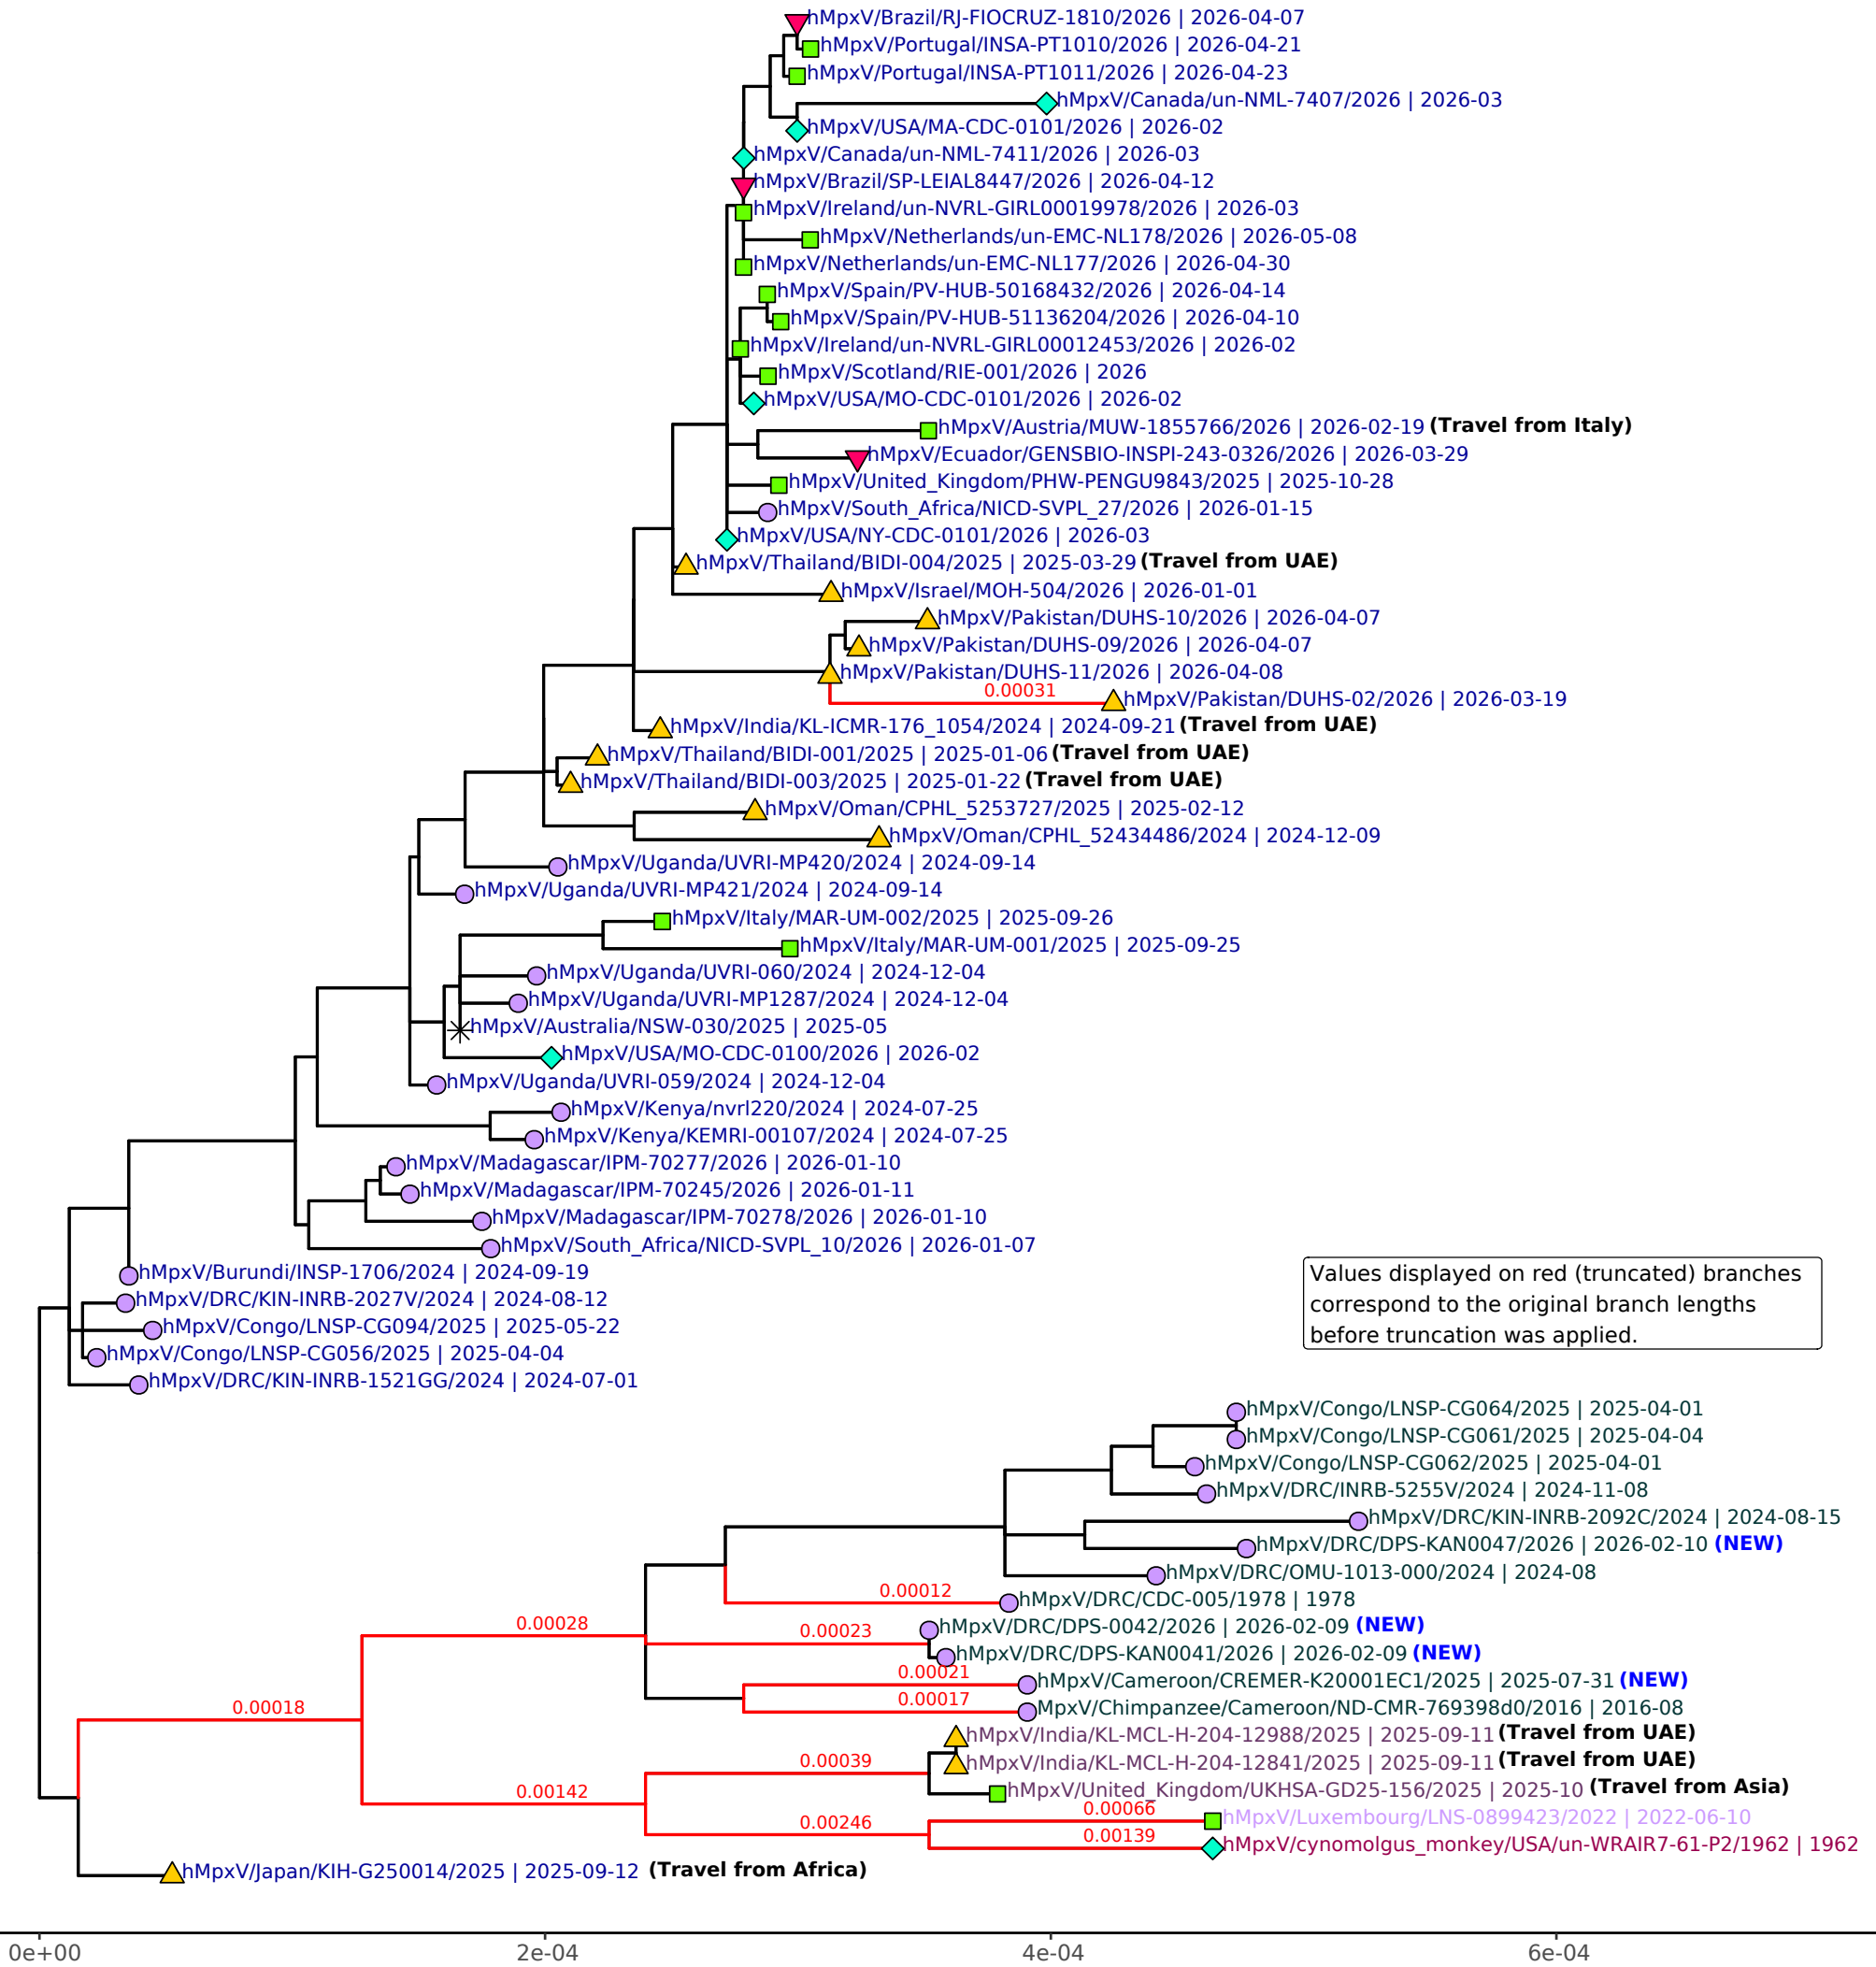 hMpxV/Brazil/RJ-FIOCRUZ-1810/2026 | 2026-04-07
hMpxV/Portugal/INSA-PT1010/2026 | 2026-04-21
hMpxV/Portugal/INSA-PT1011/2026 | 2026-04-23
hMpxV/Canada/un-NML-7407/2026 | 2026-03
hMpxV/USA/MA-CDC-0101/2026 | 2026-02
hMpxV/Canada/un-NML-7411/2026 | 2026-03
hMpxV/Brazil/SP-LEIAL8447/2026 | 2026-04-12
hMpxV/Ireland/un-NVRL-GIRL00019978/2026 | 2026-03
hMpxV/Netherlands/un-EMC-NL178/2026 | 2026-05-08
hMpxV/Netherlands/un-EMC-NL177/2026 | 2026-04-30
hMpxV/Spain/PV-HUB-50168432/2026 | 2026-04-14
hMpxV/Spain/PV-HUB-51136204/2026 | 2026-04-10
hMpxV/Ireland/un-NVRL-GIRL00012453/2026 | 2026-02
hMpxV/Scotland/RIE-001/2026 | 2026
hMpxV/USA/MO-CDC-0101/2026 | 2026-02
hMpxV/Austria/MUW-1855766/2026 | 2026-02-19 (Travel from Italy)
hMpxV/Ecuador/GENSBIO-INSPI-243-0326/2026 | 2026-03-29
hMpxV/United_Kingdom/PHW-PENGU9843/2025 | 2025-10-28
hMpxV/South_Africa/NICD-SVPL_27/2026 | 2026-01-15
hMpxV/USA/NY-CDC-0101/2026 | 2026-03
hMpxV/Thailand/BIDI-004/2025 | 2025-03-29 (Travel from UAE)
hMpxV/Israel/MOH-504/2026 | 2026-01-01
hMpxV/Pakistan/DUHS-10/2026 | 2026-04-07
hMpxV/Pakistan/DUHS-09/2026 | 2026-04-07
hMpxV/Pakistan/DUHS-11/2026 | 2026-04-08
0.00031
hMpxV/Pakistan/DUHS-02/2026 | 2026-03-19
hMpxV/India/KL-ICMR-176_1054/2024 | 2024-09-21 (Travel from UAE)
hMpxV/Thailand/BIDI-001/2025 | 2025-01-06 (Travel from UAE)
hMpxV/Thailand/BIDI-003/2025 | 2025-01-22 (Travel from UAE)
hMpxV/Oman/CPHL_5253727/2025 | 2025-02-12
hMpxV/Oman/CPHL_52434486/2024 | 2024-12-09
hMpxV/Uganda/UVRI-MP420/2024 | 2024-09-14
hMpxV/Uganda/UVRI-MP421/2024 | 2024-09-14
hMpxV/Italy/MAR-UM-002/2025 | 2025-09-26
hMpxV/Italy/MAR-UM-001/2025 | 2025-09-25
hMpxV/Uganda/UVRI-060/2024 | 2024-12-04
hMpxV/Uganda/UVRI-MP1287/2024 | 2024-12-04
hMpxV/Australia/NSW-030/2025 | 2025-05
hMpxV/USA/MO-CDC-0100/2026 | 2026-02
hMpxV/Uganda/UVRI-059/2024 | 2024-12-04
hMpxV/Kenya/nvrl220/2024 | 2024-07-25
hMpxV/Kenya/KEMRI-00107/2024 | 2024-07-25
hMpxV/Madagascar/IPM-70277/2026 | 2026-01-10
hMpxV/Madagascar/IPM-70245/2026 | 2026-01-11
hMpxV/Madagascar/IPM-70278/2026 | 2026-01-10
hMpxV/South_Africa/NICD-SVPL_10/2026 | 2026-01-07
hMpxV/Burundi/INSP-1706/2024 | 2024-09-19
hMpxV/DRC/KIN-INRB-2027V/2024 | 2024-08-12
hMpxV/Congo/LNSP-CG094/2025 | 2025-05-22
hMpxV/Congo/LNSP-CG056/2025 | 2025-04-04
hMpxV/DRC/KIN-INRB-1521GG/2024 | 2024-07-01
Values displayed on red (truncated) branches
correspond to the original branch lengths
before truncation was applied.
hMpxV/Congo/LNSP-CG064/2025 | 2025-04-01
hMpxV/Congo/LNSP-CG061/2025 | 2025-04-04
hMpxV/Congo/LNSP-CG062/2025 | 2025-04-01
hMpxV/DRC/INRB-5255V/2024 | 2024-11-08
hMpxV/DRC/KIN-INRB-2092C/2024 | 2024-08-15
hMpxV/DRC/DPS-KAN0047/2026 | 2026-02-10 (NEW)
hMpxV/DRC/OMU-1013-000/2024 | 2024-08
0.00012
hMpxV/DRC/CDC-005/1978 | 1978
0.00028
0.00023
hMpxV/DRC/DPS-0042/2026 | 2026-02-09 (NEW)
hMpxV/DRC/DPS-KAN0041/2026 | 2026-02-09 (NEW)
0.00021
hMpxV/Cameroon/CREMER-K20001EC1/2025 | 2025-07-31 (NEW)
0.00017
MpxV/Chimpanzee/Cameroon/ND-CMR-769398d0/2016 | 2016-08
0.00018
hMpxV/India/KL-MCL-H-204-12988/2025 | 2025-09-11 (Travel from UAE)
0.00039
hMpxV/India/KL-MCL-H-204-12841/2025 | 2025-09-11 (Travel from UAE)
0.00142
hMpxV/United_Kingdom/UKHSA-GD25-156/2025 | 2025-10 (Travel from Asia)
0.00066
hMpxV/Luxembourg/LNS-0899423/2022 | 2022-06-10
0.00246
0.00139
hMpxV/cynomolgus_monkey/USA/un-WRAIR7-61-P2/1962 | 1962
hMpxV/Japan/KIH-G250014/2025 | 2025-09-12 (Travel from Africa)
0e+00 2e-04 4e-04 6e-04